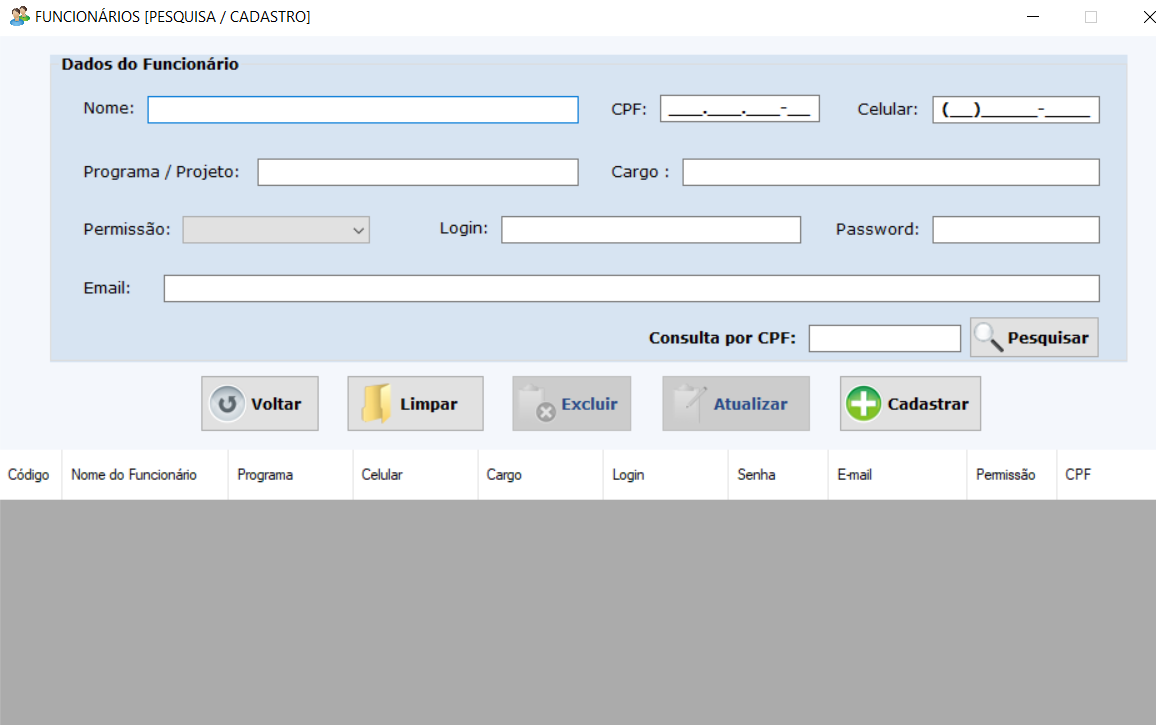 FUNCIONÁRIOS [PESQUISA / CADASTRO]
Dados do Funcionário
Nome: CPF: ___.___.___-__ Celular: (__)_____-____
Programa / Projeto: Cargo :
Permissão: Login: Password:
Email:
Consulta por CPF: Pesquisar
Voltar Limpar Excluir Atualizar Cadastrar
Código Nome do Funcionário Programa Celular Cargo Login Senha E-mail Permissão CPF